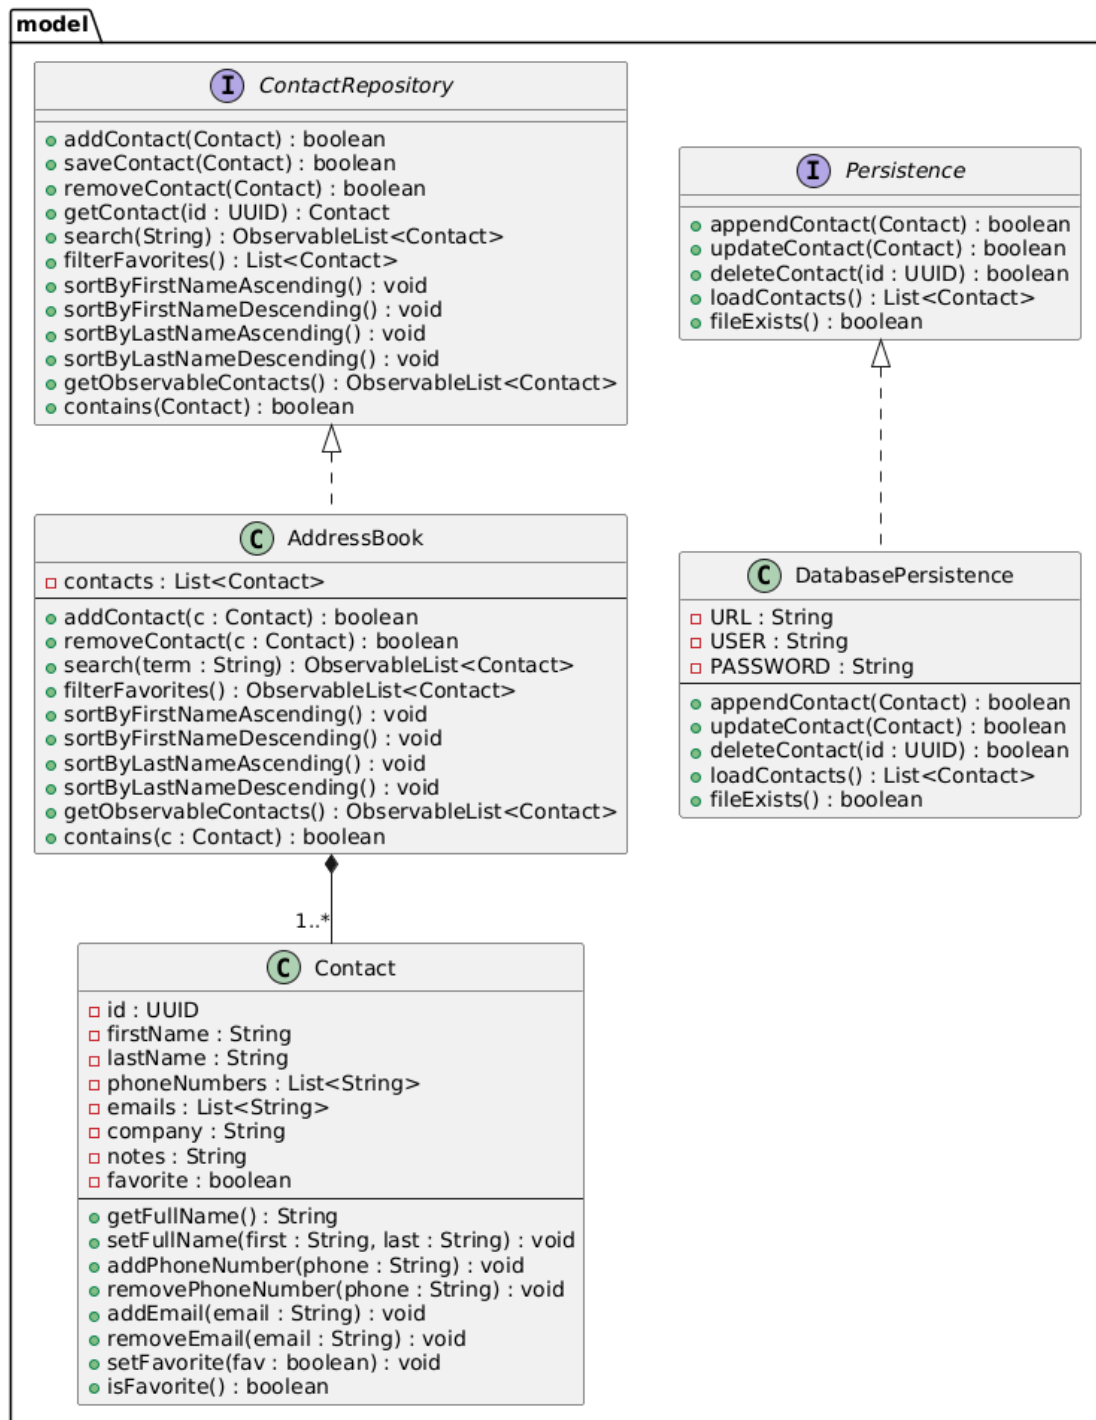 model
I ContactRepository
addContact(Contact) : boolean
saveContact(Contact) : boolean
removeContact(Contact) : boolean
getContact(id : UUID) : Contact
search(String) : ObservableList<Contact>
filterFavorites() : List<Contact>
sortByFirstNameAscending() : void
sortByFirstNameDescending() : void
sortByLastNameAscending() : void
sortByLastNameDescending() : void
getObservableContacts() : ObservableList<Contact>
contains(Contact) : boolean
I Persistence
appendContact(Contact) : boolean
updateContact(Contact) : boolean
deleteContact(id : UUID) : boolean
loadContacts() : List<Contact>
fileExists() : boolean
C AddressBook
contacts : List<Contact>
addContact(c : Contact) : boolean
removeContact(c : Contact) : boolean
search(term : String) : ObservableList<Contact>
filterFavorites() : ObservableList<Contact>
sortByFirstNameAscending() : void
sortByFirstNameDescending() : void
sortByLastNameAscending() : void
sortByLastNameDescending() : void
getObservableContacts() : ObservableList<Contact>
contains(c : Contact) : boolean
C DatabasePersistence
URL : String
USER : String
PASSWORD : String
appendContact(Contact) : boolean
updateContact(Contact) : boolean
deleteContact(id : UUID) : boolean
loadContacts() : List<Contact>
fileExists() : boolean
1..*
C Contact
id : UUID
firstName : String
lastName : String
phoneNumbers : List<String>
emails : List<String>
company : String
notes : String
favorite : boolean
getFullName() : String
setFullName(first : String, last : String) : void
addPhoneNumber(phone : String) : void
removePhoneNumber(phone : String) : void
addEmail(email : String) : void
removeEmail(email : String) : void
setFavorite(fav : boolean) : void
isFavorite() : boolean